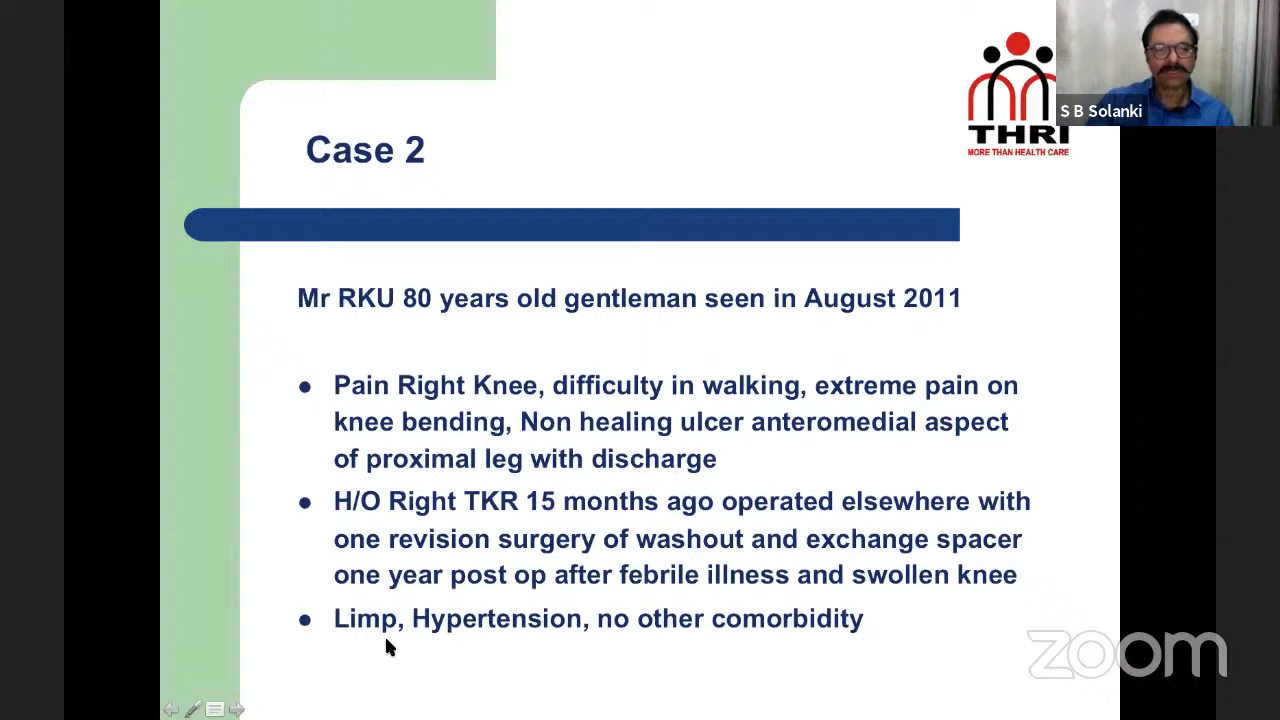 S B Solanki
THRI
MORE THAN HEALTH CARE
Case 2
Mr RKU 80 years old gentleman seen in August 2011
Pain Right Knee, difficulty in walking, extreme pain on
knee bending, Non healing ulcer anteromedial aspect
of proximal leg with discharge
H/O Right TKR 15 months ago operated elsewhere with
one revision surgery of washout and exchange spacer
one year post op after febrile illness and swollen knee
Limp, Hypertension, no other comorbidity
zoom